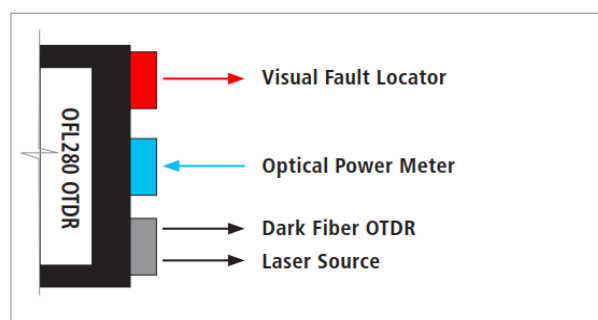 OFL280 OTDR
Visual Fault Locator
Optical Power Meter
Dark Fiber OTDR
Laser Source